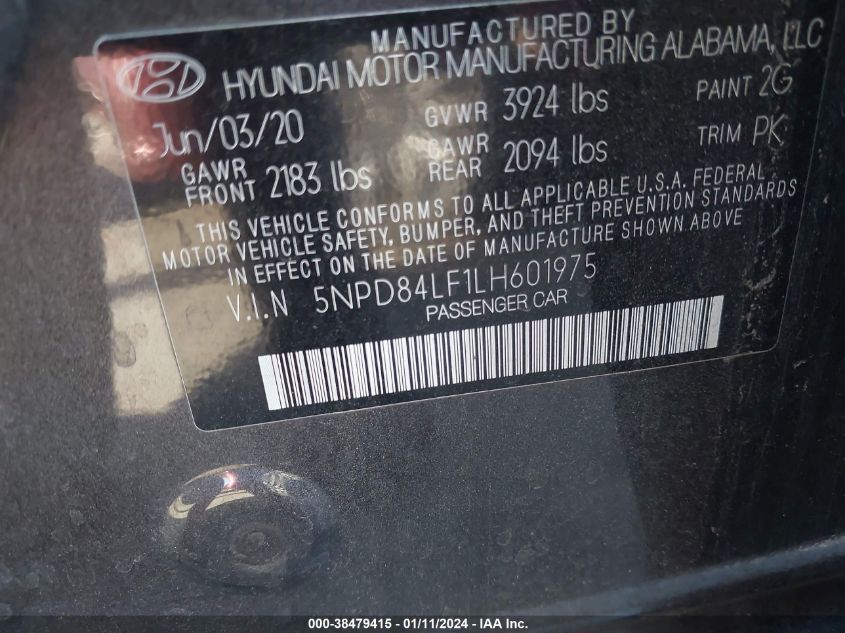 MANUFACTURED BY
HYUNDAI MOTOR MANUFACTURING ALABAMA, LLC
Jun/03/20 GVWR 3924 lbs PAINT 2G
GAWR FRONT 2183 lbs GAWR REAR 2094 lbs TRIM PK
THIS VEHICLE CONFORMS TO ALL APPLICABLE U.S.A. FEDERAL
MOTOR VEHICLE SAFETY, BUMPER, AND THEFT PREVENTION STANDARDS
IN EFFECT ON THE DATE OF MANUFACTURE SHOWN ABOVE
V.I.N 5NPD84LF1LH601975
PASSENGER CAR
000-38479415 - 01/11/2024 - IAA Inc.